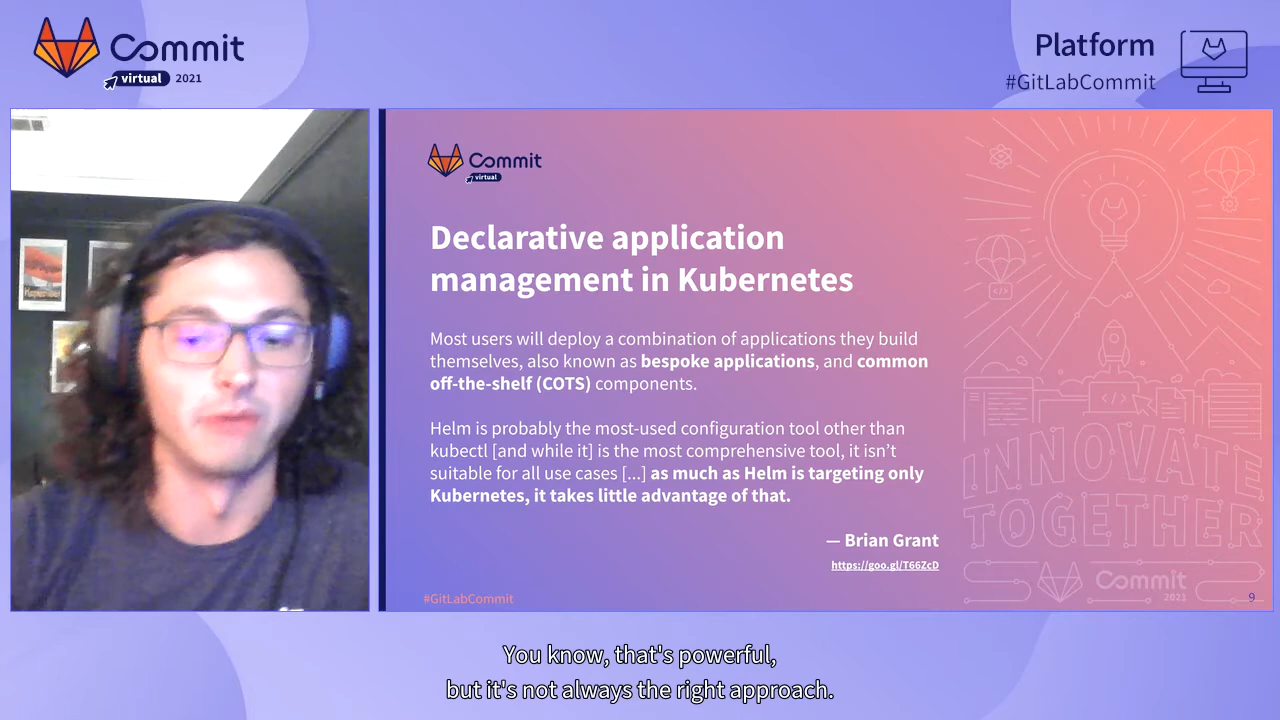 Commit
virtual 2021
Platform
#GitLabCommit
Commit
virtual
Declarative application
management in Kubernetes
Most users will deploy a combination of applications they build
themselves, also known as bespoke applications, and common
off-the-shelf (COTS) components.
Helm is probably the most-used configuration tool other than
kubectl [and while it] is the most comprehensive tool, it isn't
suitable for all use cases [...] as much as Helm is targeting only
Kubernetes, it takes little advantage of that.
— Brian Grant
https://goo.gl/T66ZcD
</>
INNOVATE
TOGETHER
Commit
2021
#GitLabCommit
9
You know, that's powerful,
but it's not always the right approach.